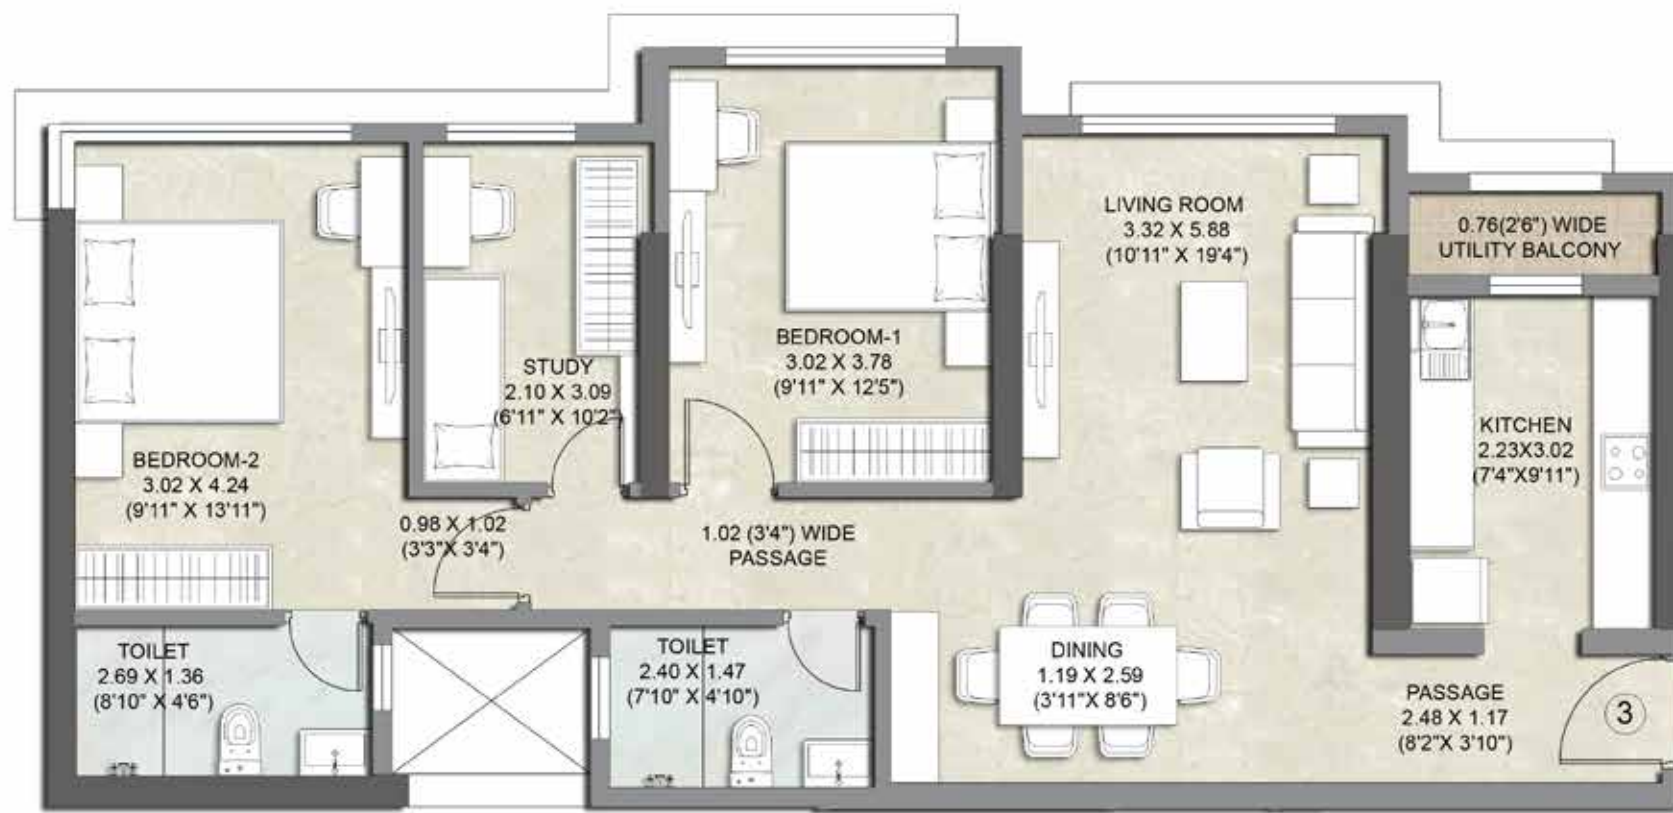 LIVING ROOM
3.32 X 5.88
(10'11" X 19'4")
0.76(2'6") WIDE
UTILITY BALCONY
BEDROOM-1
3.02 X 3.78
(9'11" X 12'5")
STUDY
2.10 X 3.09
(6'11" X 10'2")
KITCHEN
2.23X3.02
(7'4"X9'11")
BEDROOM-2
3.02 X 4.24
(9'11" X 13'11")
0.98 X 1.02
(3'3"X 3'4")
1.02 (3'4") WIDE
PASSAGE
TOILET
2.69 X 1.36
(8'10" X 4'6")
TOILET
2.40 X 1.47
(7'10" X 4'10")
DINING
1.19 X 2.59
(3'11"X 8'6")
PASSAGE
2.48 X 1.17
(8'2"X 3'10")
3